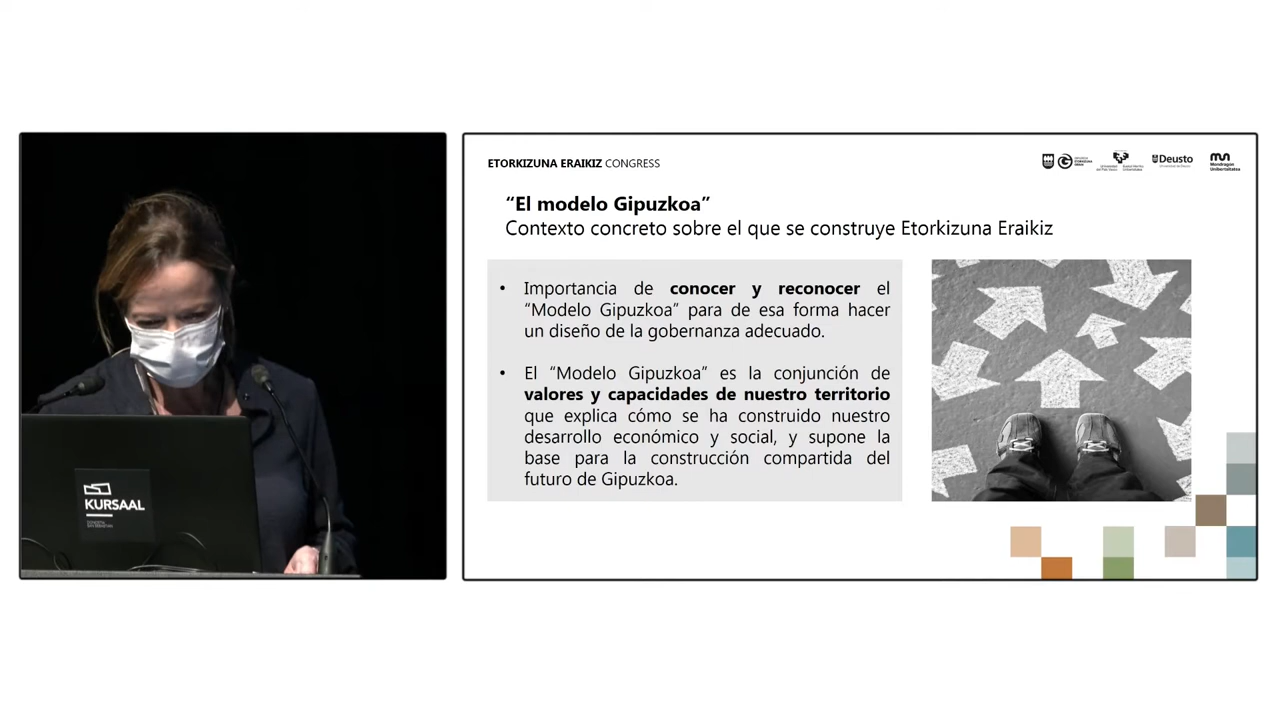 KURSAAL
DONOSTIA
SAN SEBASTIAN
ETORKIZUNA ERAIKIZ CONGRESS
Deusto
Mondragon
Unibertsitatea
“El modelo Gipuzkoa”
Contexto concreto sobre el que se construye Etorkizuna Eraikiz
• Importancia de conocer y reconocer el
“Modelo Gipuzkoa” para de esa forma hacer
un diseño de la gobernanza adecuado.
• El “Modelo Gipuzkoa” es la conjunción de
valores y capacidades de nuestro territorio
que explica cómo se ha construido nuestro
desarrollo económico y social, y supone la
base para la construcción compartida del
futuro de Gipuzkoa.